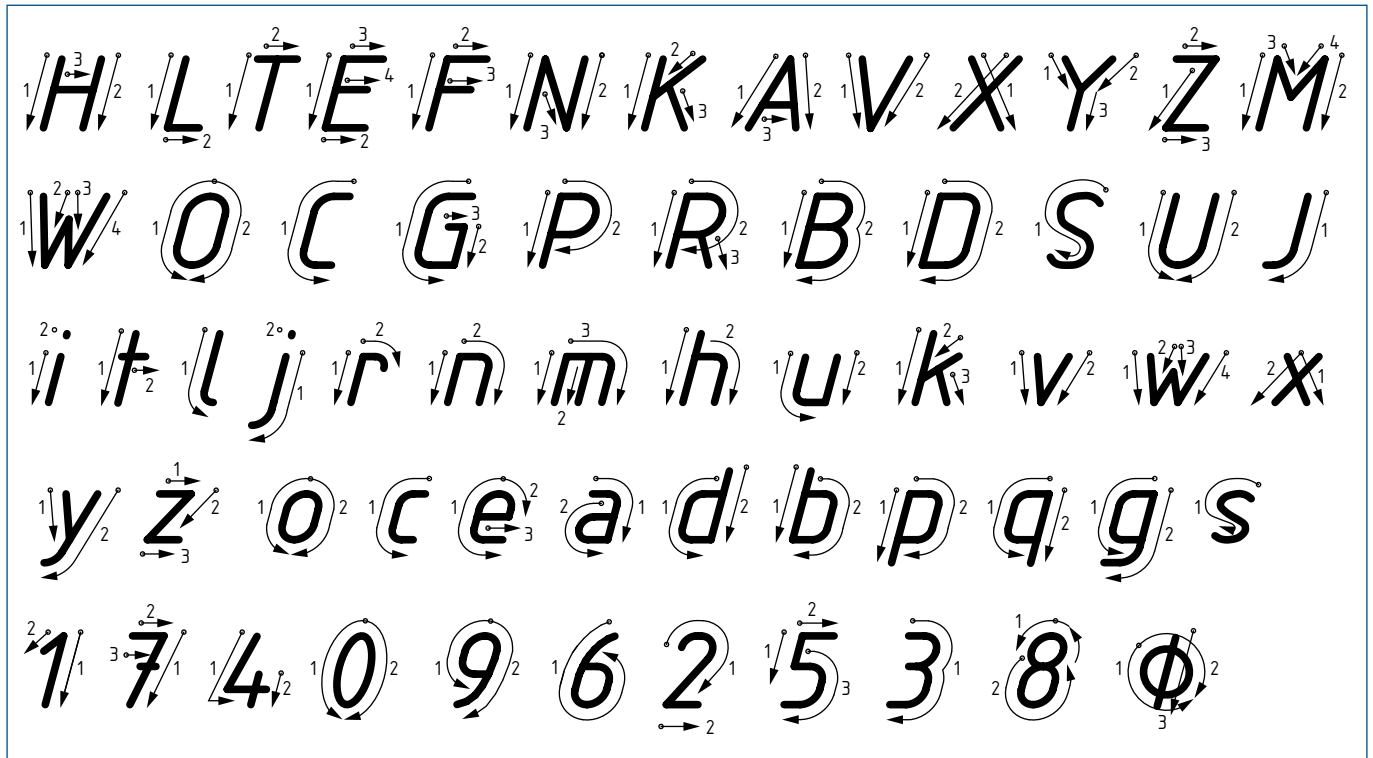 H L T E F N K A V X Y Z M
W O C G P R B D S U J
i t l j r n m h u k v w x
y z o c e a d b p q g s
1 7 4 0 9 6 2 5 3 8 Ø